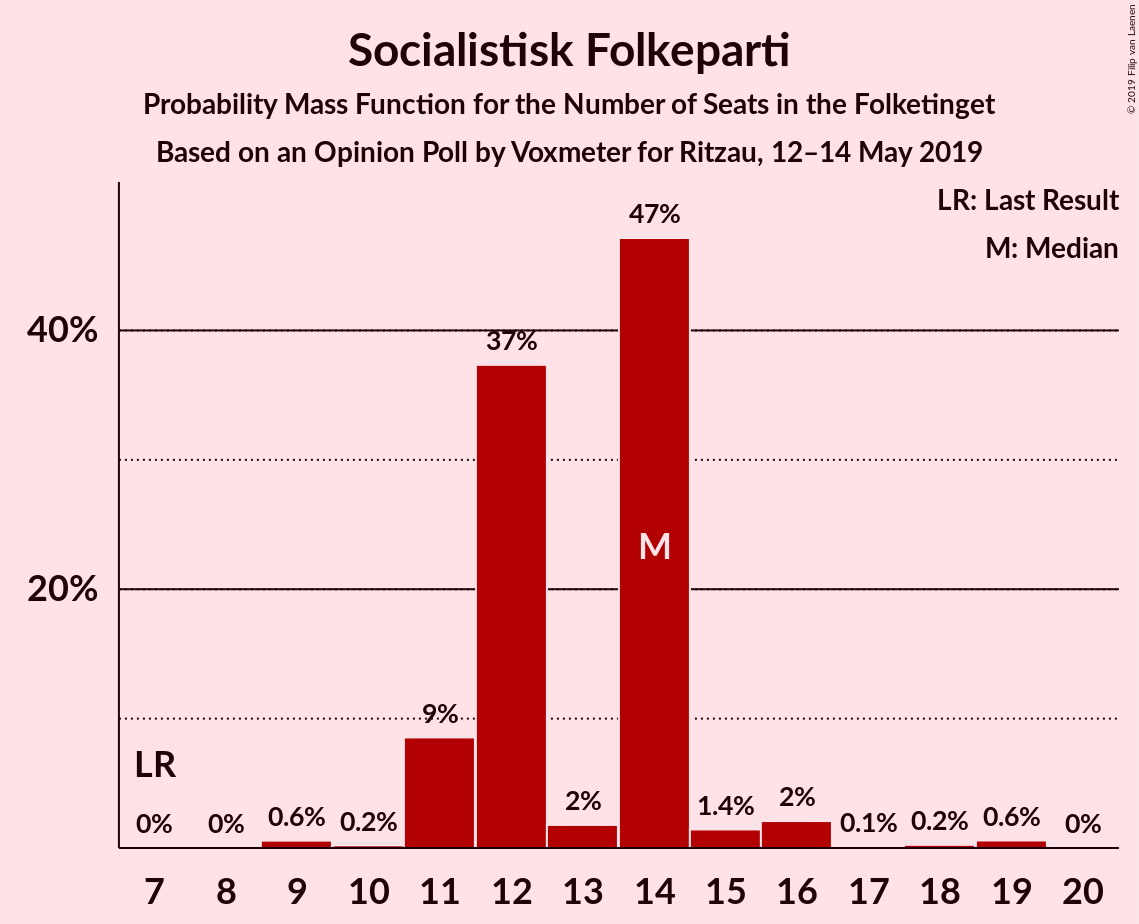 Socialistisk Folkeparti
Probability Mass Function for the Number of Seats in the Folketinget
Based on an Opinion Poll by Voxmeter for Ritzau, 12–14 May 2019
© 2019 Filip van Laenen
LR: Last Result
M: Median
47%
40%
37%
M
20%
9%
LR
0%
0%
0.6%
0.2%
2%
1.4%
2%
0.1%
0.2%
0.6%
0%
7 8 9 10 11 12 13 14 15 16 17 18 19 20